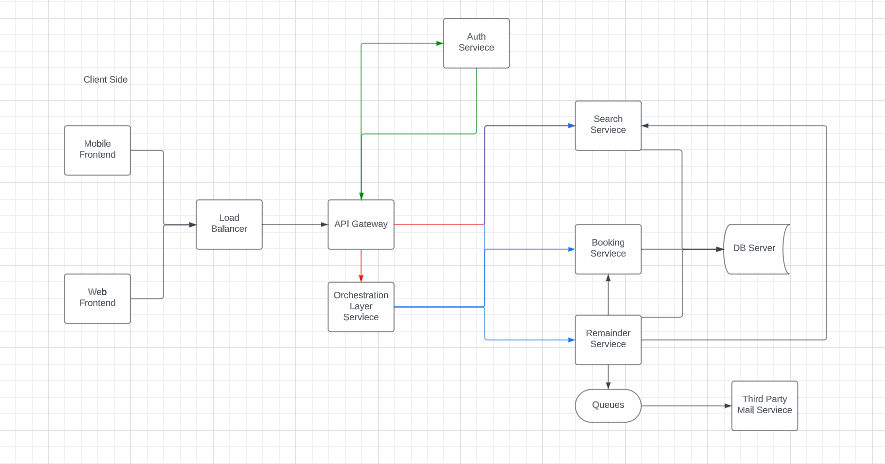 Auth
Serviece
Client Side
Search
Serviece
Mobile
Frontend
Load
Balancer
API Gateway
Booking
Serviece
DB Server
Web
Frontend
Orchestration
Layer
Serviece
Remainder
Serviece
Queues
Third Party
Mail Serviece